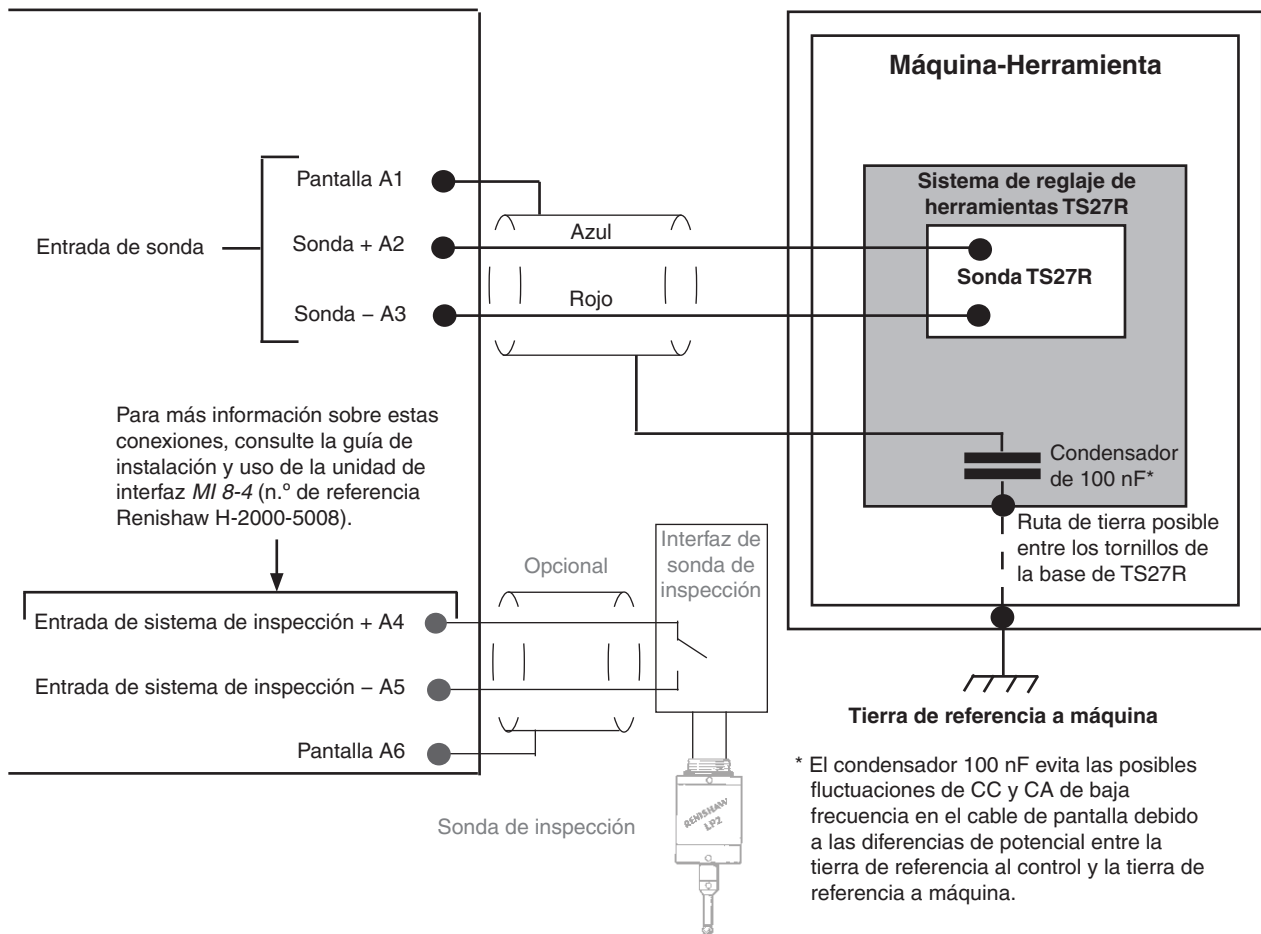 Máquina-Herramienta
Sistema de reglaje de
herramientas TS27R
Sonda TS27R
Pantalla A1
Entrada de sonda
Sonda + A2
Sonda – A3
Azul
Rojo
Condensador
de 100 nF*
Ruta de tierra posible
entre los tornillos de
la base de TS27R
Para más información sobre estas
conexiones, consulte la guía de
instalación y uso de la unidad de
interfaz MI 8-4 (n.º de referencia
Renishaw H-2000-5008).
Opcional
Interfaz de
sonda de
inspección
Entrada de sistema de inspección + A4
Entrada de sistema de inspección – A5
Pantalla A6
Sonda de inspección
RENISHAW
LP2
Tierra de referencia a máquina
* El condensador 100 nF evita las posibles
fluctuaciones de CC y CA de baja
frecuencia en el cable de pantalla debido
a las diferencias de potencial entre la
tierra de referencia al control y la tierra de
referencia a máquina.